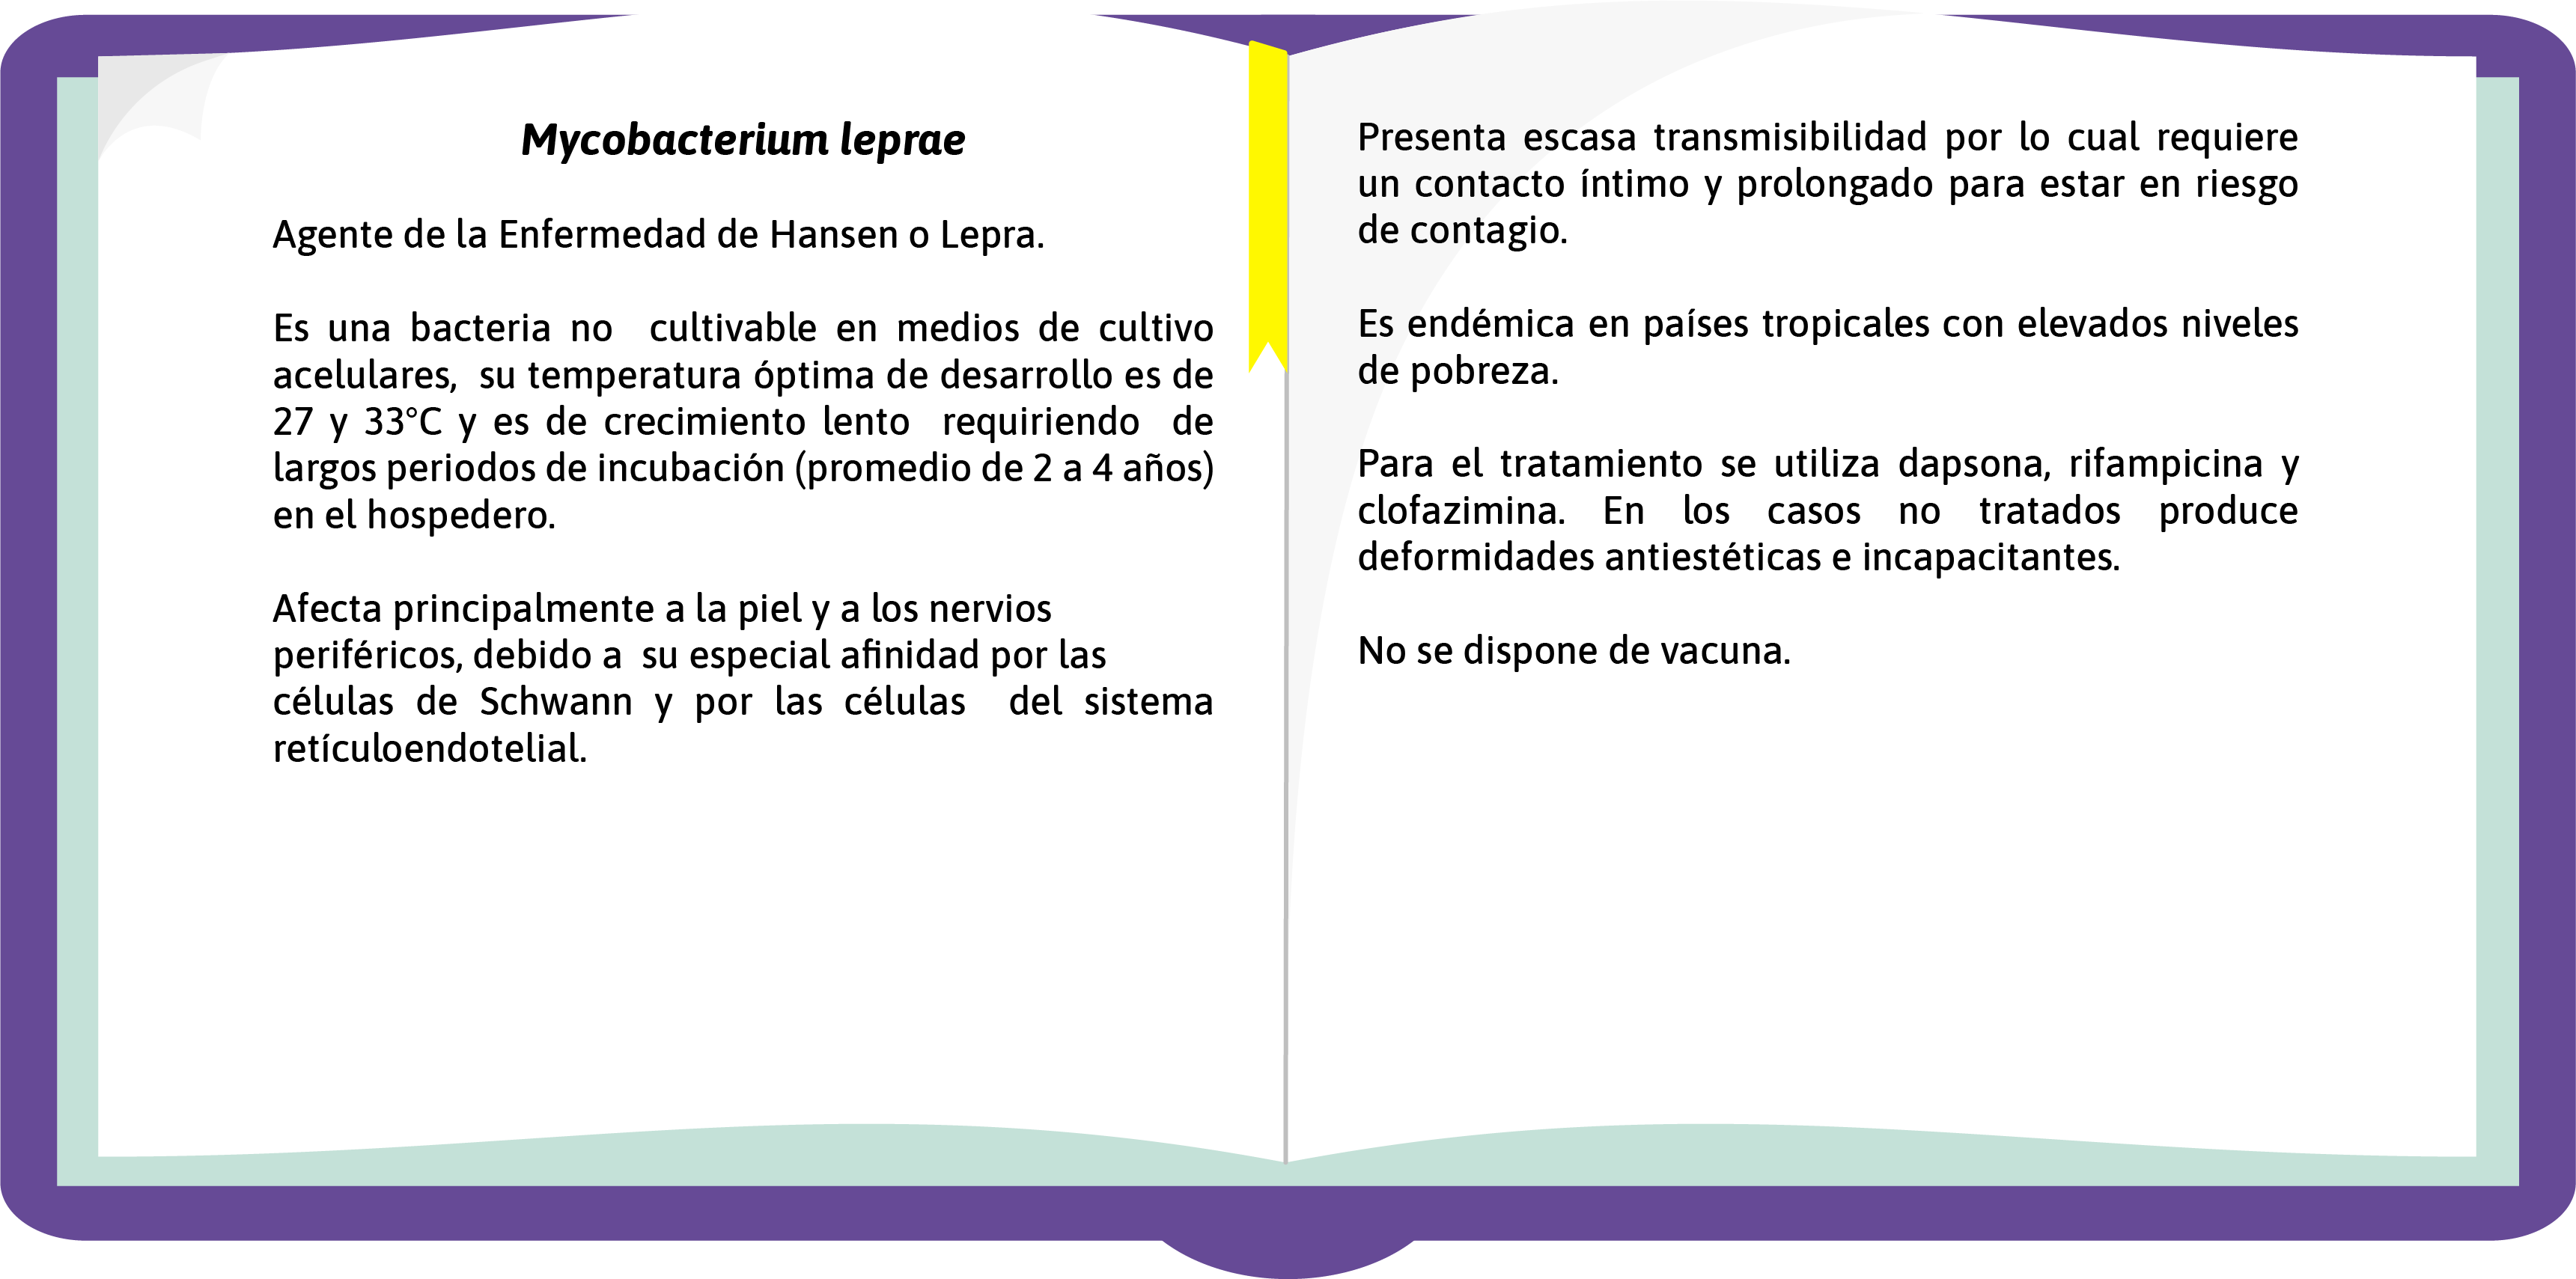 Mycobacterium leprae
Agente de la Enfermedad de Hansen o Lepra.
Es una bacteria no cultivable en medios de cultivo
acelulares, su temperatura óptima de desarrollo es de
27 y 33°C y es de crecimiento lento requiriendo de
largos periodos de incubación (promedio de 2 a 4 años)
en el hospedero.
Afecta principalmente a la piel y a los nervios
periféricos, debido a su especial afinidad por las
células de Schwann y por las células del sistema
retículoendotelial.
Presenta escasa transmisibilidad por lo cual requiere
un contacto íntimo y prolongado para estar en riesgo
de contagio.
Es endémica en países tropicales con elevados niveles
de pobreza.
Para el tratamiento se utiliza dapsona, rifampicina y
clofazimina. En los casos no tratados produce
deformidades antiestéticas e incapacitantes.
No se dispone de vacuna.